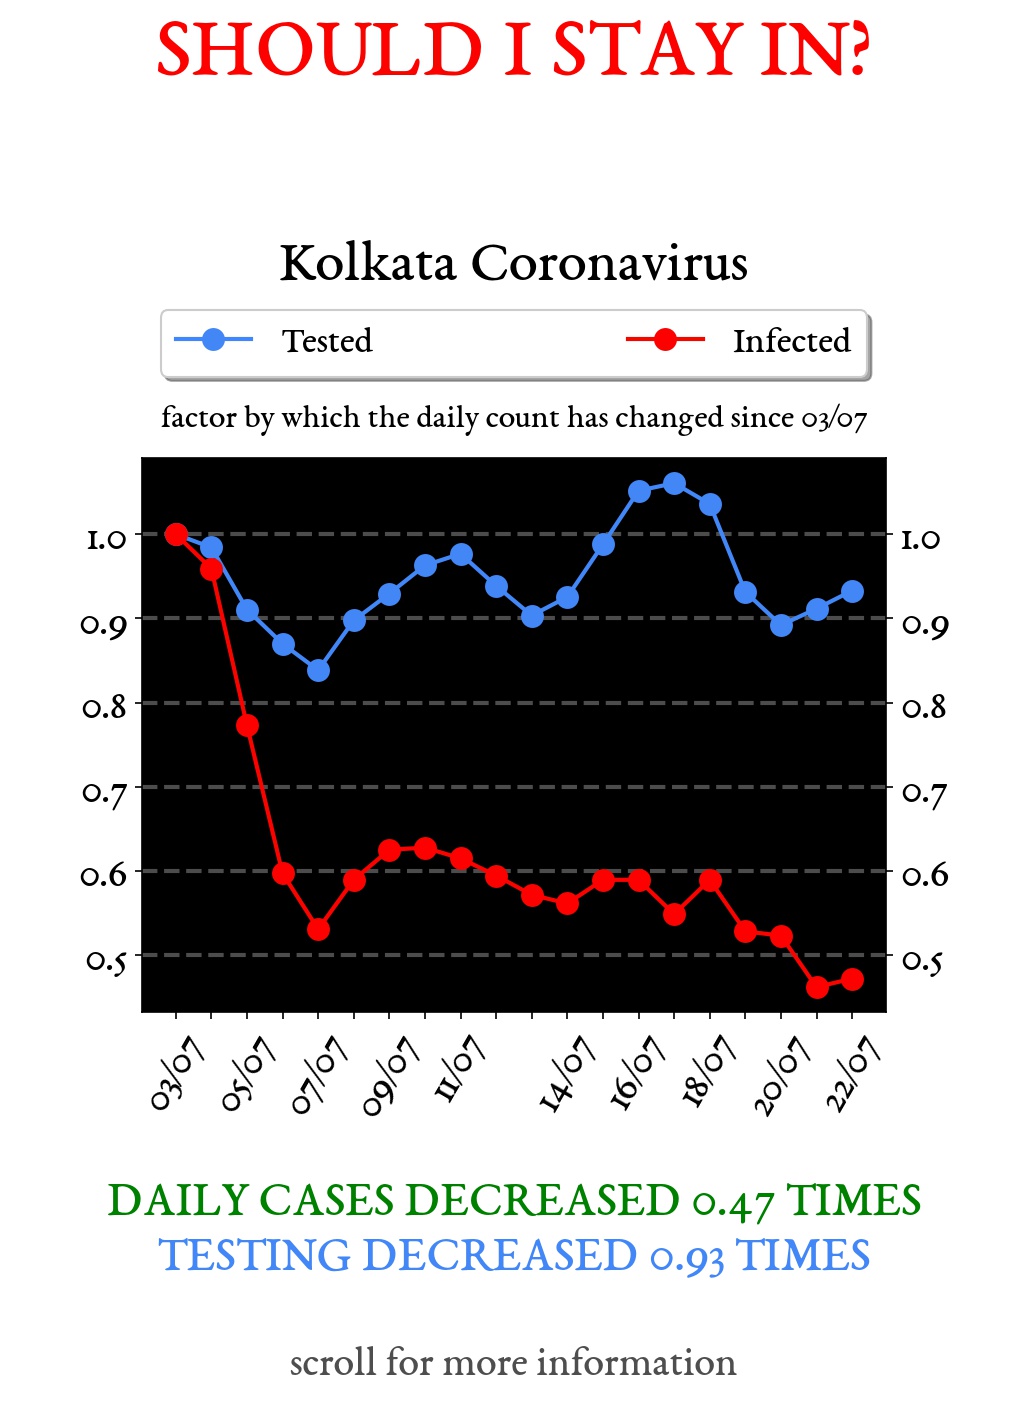 SHOULD I STAY IN?
Kolkata Coronavirus
Tested Infected
factor by which the daily count has changed since 03/07
1.0 1.0
0.9 0.9
0.8 0.8
0.7 0.7
0.6 0.6
0.5 0.5
03/07 05/07 07/07 09/07 11/07 14/07 16/07 18/07 20/07 22/07
DAILY CASES DECREASED 0.47 TIMES
TESTING DECREASED 0.93 TIMES
scroll for more information